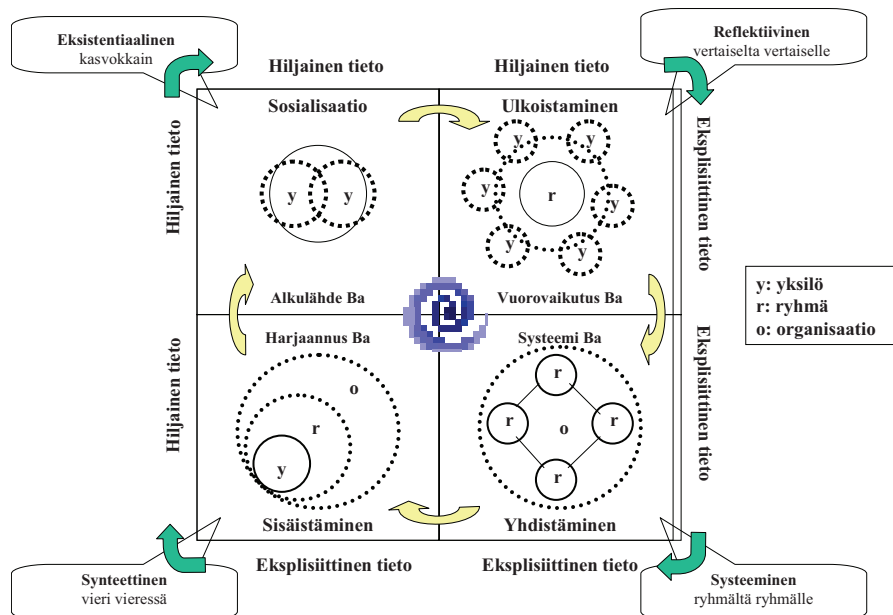 Eksistentiaalinen
kasvokkain
Reflektiivinen
vertaiselta vertaiselle
Hiljainen tieto
Hiljainen tieto
Sosialisaatio
Ulkoistaminen
Hiljainen tieto
Eksplisiittinen tieto
y
y
y
y
y
y
y
y
r
Alkulähde Ba
Vuorovaikutus Ba
y: yksilö
r: ryhmä
o: organisaatio
Harjaannus Ba
Systeemi Ba
Hiljainen tieto
Eksplisiittinen tieto
o
r
y
r
r
o
r
r
Sisäistäminen
Yhdistäminen
Eksplisiittinen tieto
Eksplisiittinen tieto
Synteettinen
vieri vieressä
Systeeminen
ryhmältä ryhmälle